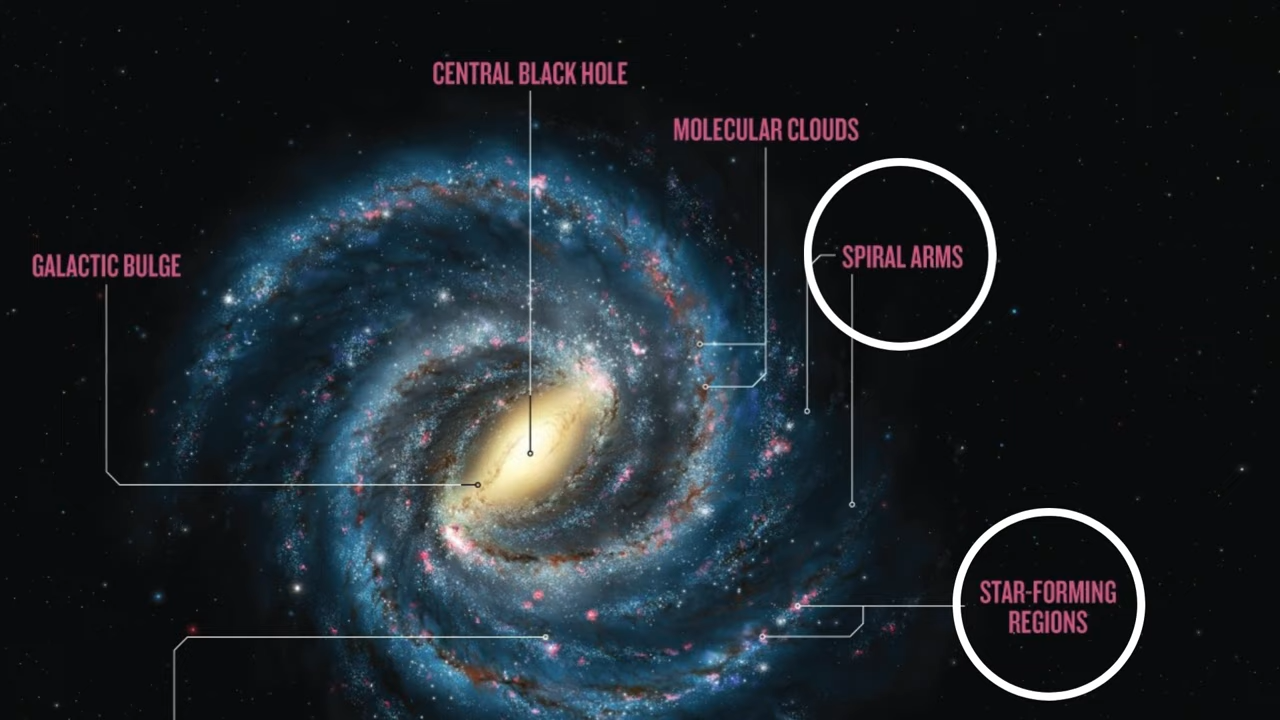 CENTRAL BLACK HOLE
MOLECULAR CLOUDS
SPIRAL ARMS
GALACTIC BULGE
STAR-FORMING
REGIONS